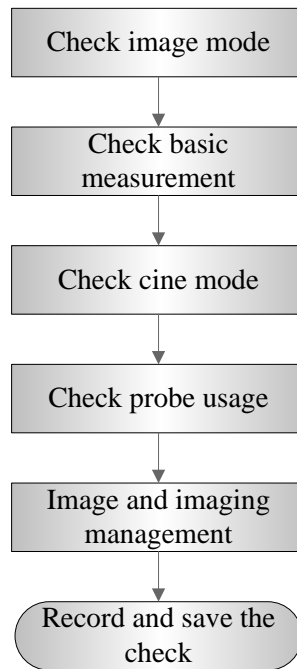 Check image mode
Check basic
measurement
Check cine mode
Check probe usage
Image and imaging
management
Record and save the
check